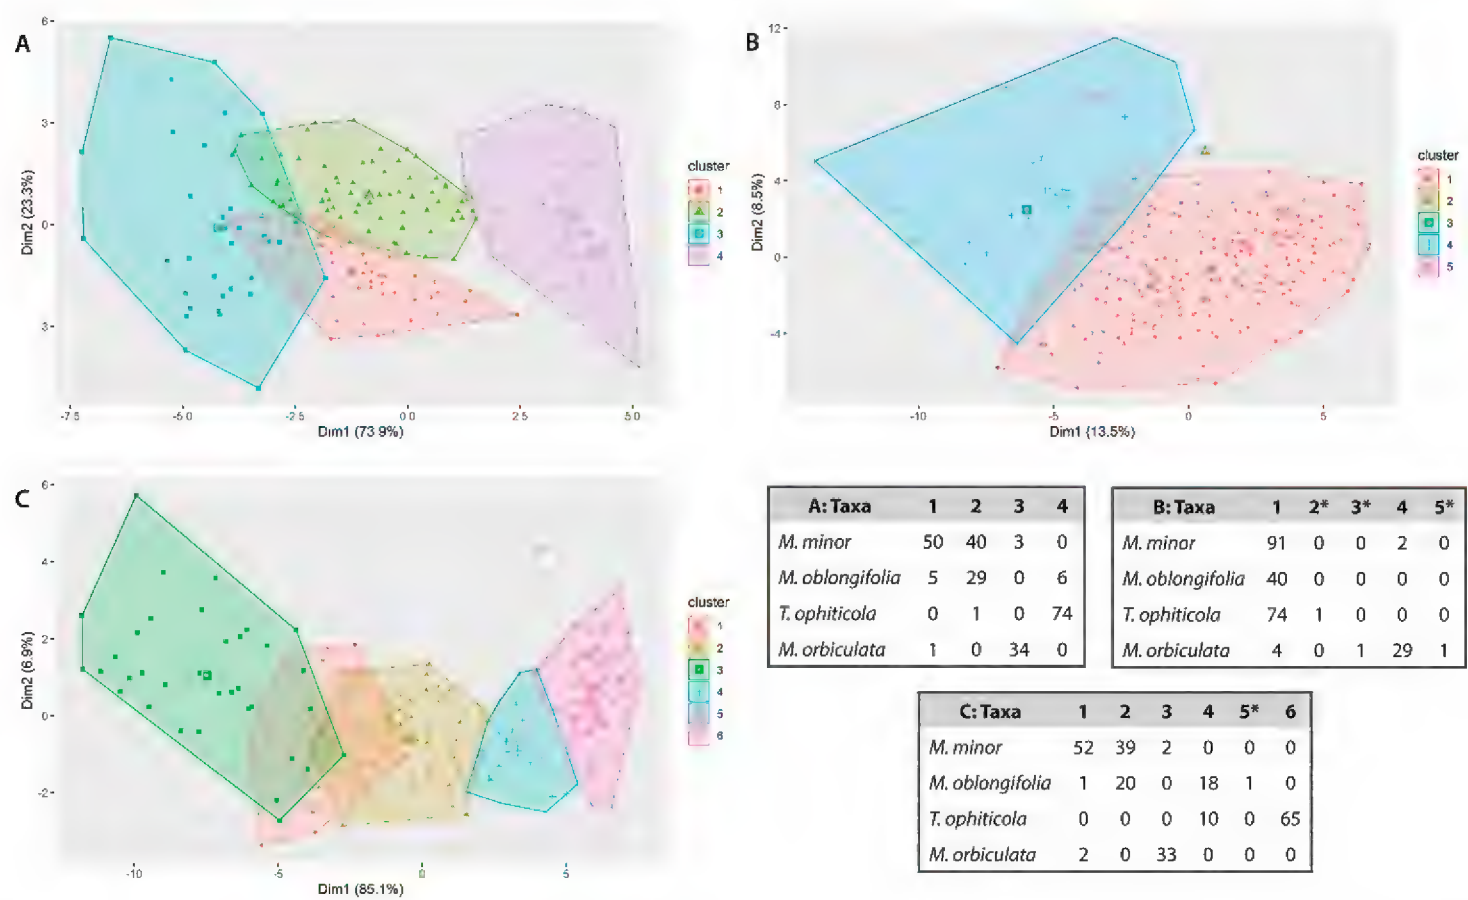 A
6
3
0
3
Dim2 (23.3%)
-7.5 -5.0 -2.5 0.0 2.5 5.0
Dim1 (73.9%)
cluster
1
2
3
4
B
12
8
4
0
-4
Dim2 (8.5%)
-10 -5 0 5
Dim1 (13.5%)
cluster
1
2
3
4
5
C
6
4
2
0
-2
Dim2 (6.9%)
-10 -5 0 5
Dim1 (85.1%)
cluster
1
2
3
4
5
6
A: Taxa 1 2 3 4
M. minor 50 40 3 0
M. oblongifolia 5 29 0 6
T. ophiticola 0 1 0 74
M. orbiculata 1 0 34 0
B: Taxa 1 2* 3* 4 5*
M. minor 91 0 0 2 0
M. oblongifolia 40 0 0 0 0
T. ophiticola 74 1 0 0 0
M. orbiculata 4 0 1 29 1
C: Taxa 1 2 3 4 5* 6
M. minor 52 39 2 0 0 0
M. oblongifolia 1 20 0 18 1 0
T. ophiticola 0 0 0 10 0 65
M. orbiculata 2 0 33 0 0 0